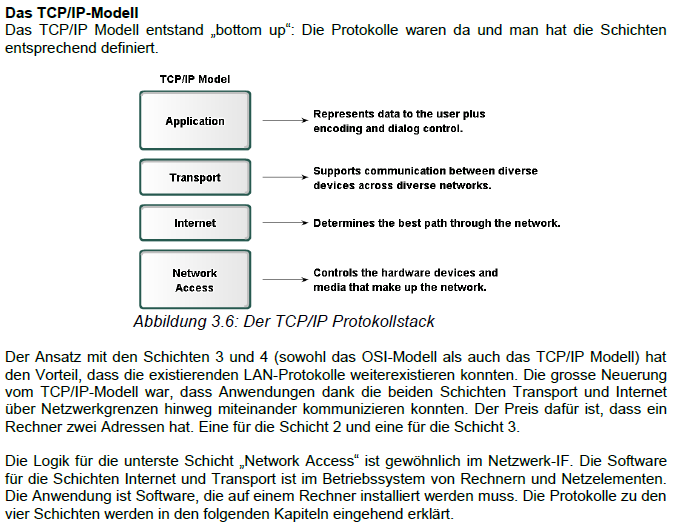 Das TCP/IP-Modell
Das TCP/IP Modell entstand „bottom up“: Die Protokolle waren da und man hat die Schichten
entsprechend definiert.
TCP/IP Model
Application
Represents data to the user plus
encoding and dialog control.
Transport
Supports communication between diverse
devices across diverse networks.
Internet
Determines the best path through the network.
Network
Access
Controls the hardware devices and
media that make up the network.
Abbildung 3.6: Der TCP/IP Protokollstack
Der Ansatz mit den Schichten 3 und 4 (sowohl das OSI-Modell als auch das TCP/IP Modell) hat
den Vorteil, dass die existierenden LAN-Protokolle weiterexistieren konnten. Die grosse Neuerung
vom TCP/IP-Modell war, dass Anwendungen dank die beiden Schichten Transport und Internet
über Netzwerkgrenzen hinweg miteinander kommunizieren konnten. Der Preis dafür ist, dass ein
Rechner zwei Adressen hat. Eine für die Schicht 2 und eine für die Schicht 3.
Die Logik für die unterste Schicht „Network Access“ ist gewöhnlich im Netzwerk-IF. Die Software
für die Schichten Internet und Transport ist im Betriebssystem von Rechnern und Netzelementen.
Die Anwendung ist Software, die auf einem Rechner installiert werden muss. Die Protokolle zu den
vier Schichten werden in den folgenden Kapiteln eingehend erklärt.